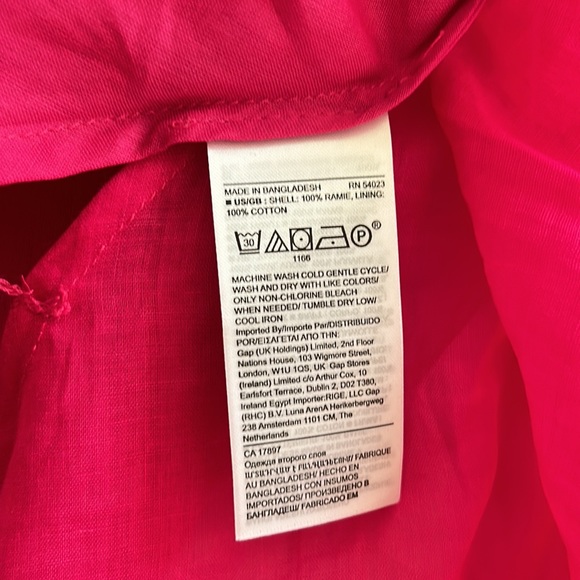 MADE IN BANGLADESH RN 54023
■ US/GB : SHELL: 100% RAMIE, LINING:
100% COTTON
30 P ®
1166
MACHINE WASH COLD GENTLE CYCLE/
WASH AND DRY WITH LIKE COLORS/
ONLY NON-CHLORINE BLEACH
WHEN NEEDED/ TUMBLE DRY LOW/
COOL IRON
Imported By/Importe Par/DISTRIBUIDO
POR/ΕΙΣΑΓΕΤΑΙ ΑΠΟ ΤΗΝ:
Gap (UK Holdings) Limited, 2nd Floor
Nations House, 103 Wigmore Street,
London, W1U 1QS, UK Gap Stores
(Ireland) Limited c/o Arthur Cox, 10
Earlsfort Terrace, Dublin 2, D02 T380,
Ireland Egypt Importer:RIGE, LLC Gap
(RHC) B.V. Luna ArenA Herikerbergweg
238 Amsterdam 1101 CM, The
Netherlands
CA 17897
Одежда второго слоя
FABRIQUE
AU BANGLADESH/ HECHO EN
BANGLADESH CON INSUMOS
IMPORTADOS/ ПРОИЗВЕДЕНО В
БАНГЛАДЕШ/ FABRICADO EM